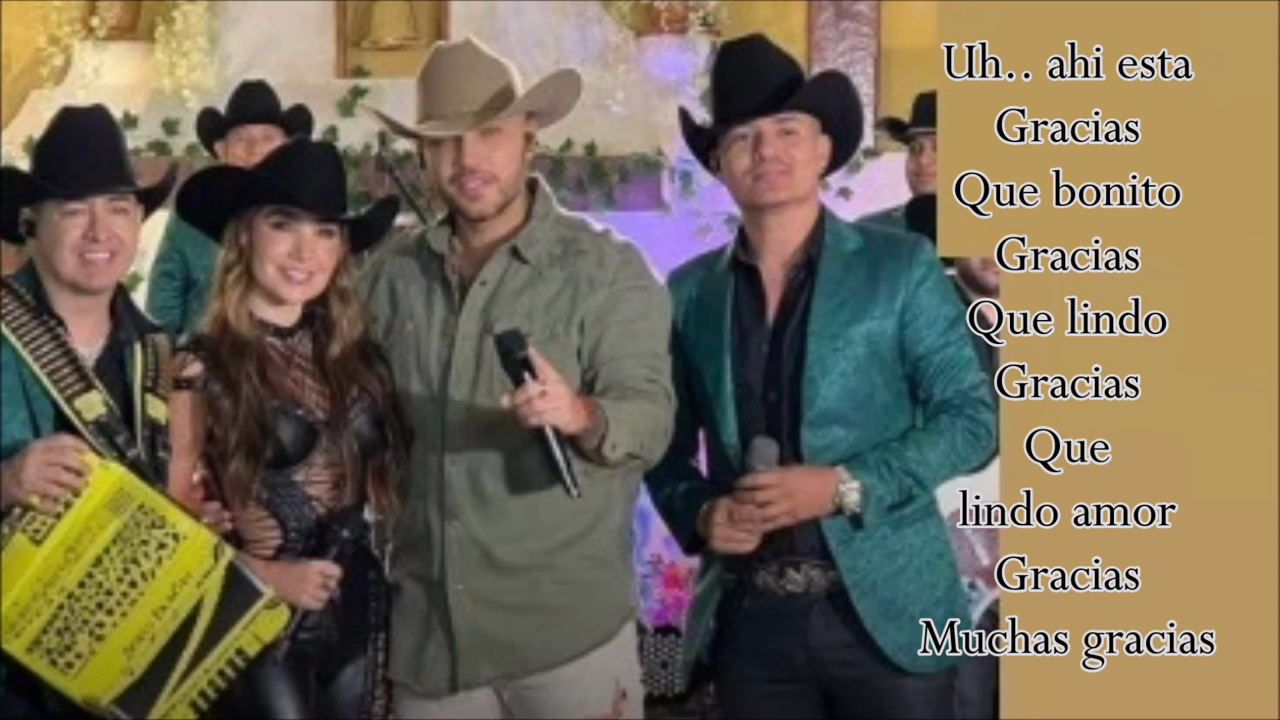 Uh.. ahi esta
Gracias
Que bonito
Gracias
Que lindo
Gracias
Que
lindo amor
Gracias
Muchas gracias